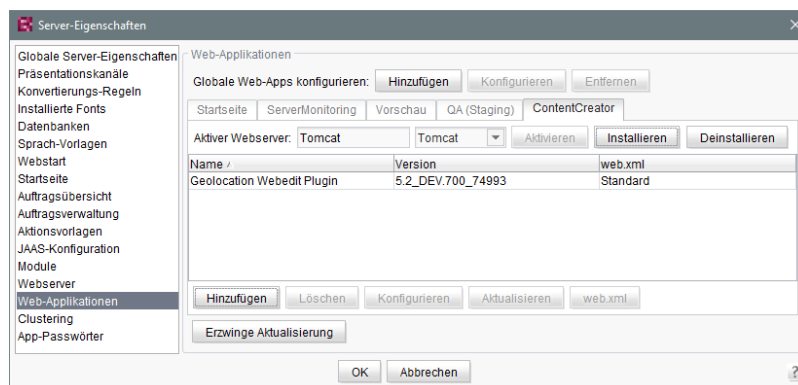 Server-Eigenschaften
Globale Server-Eigenschaften
Präsentationskanäle
Konvertierungs-Regeln
Installierte Fonts
Datenbanken
Sprach-Vorlagen
Webstart
Startseite
Auftragsübersicht
Auftragsverwaltung
Aktionsvorlagen
JAAS-Konfiguration
Module
Webserver
Web-Applikationen
Clustering
App-Passwörter
Web-Applikationen
Globale Web-Apps konfigurieren: Hinzufügen Konfigurieren Entfernen
Startseite ServerMonitoring Vorschau QA (Staging) ContentCreator
Aktiver Webserver: Tomcat Tomcat Aktivieren Installieren Deinstallieren
Name Version web.xml
Geolocation Webedit Plugin 5.2_DEV.700_74993 Standard
Hinzufügen Löschen Konfigurieren Aktualisieren web.xml
Erzwinge Aktualisierung
OK Abbrechen ?